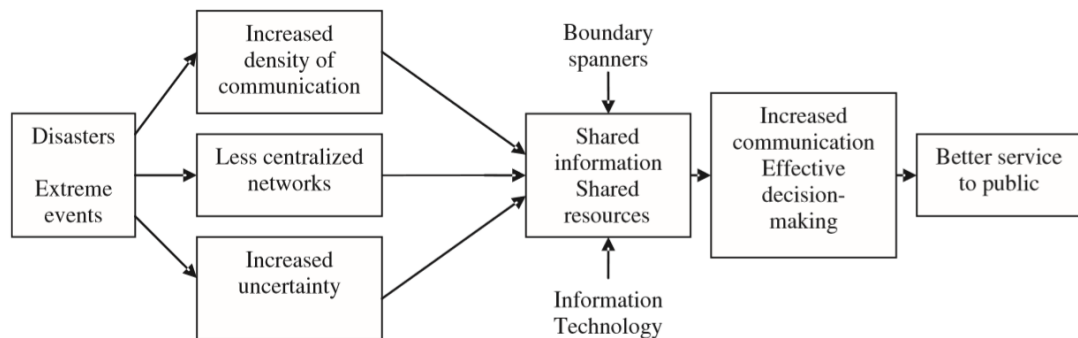 Disasters
Extreme
events
Increased
density of
communication
Less centralized
networks
Increased
uncertainty
Boundary
spanners
Shared
information
Shared
resources
Information
Technology
Increased
communication
Effective
decision-
making
Better service
to public